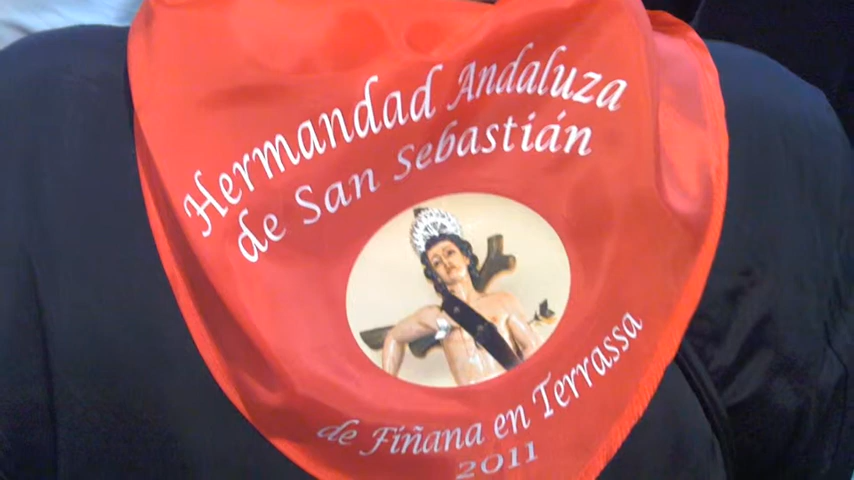 Hermandad Andaluza
de San Sebastián
de Fiñana en Terrassa
2011